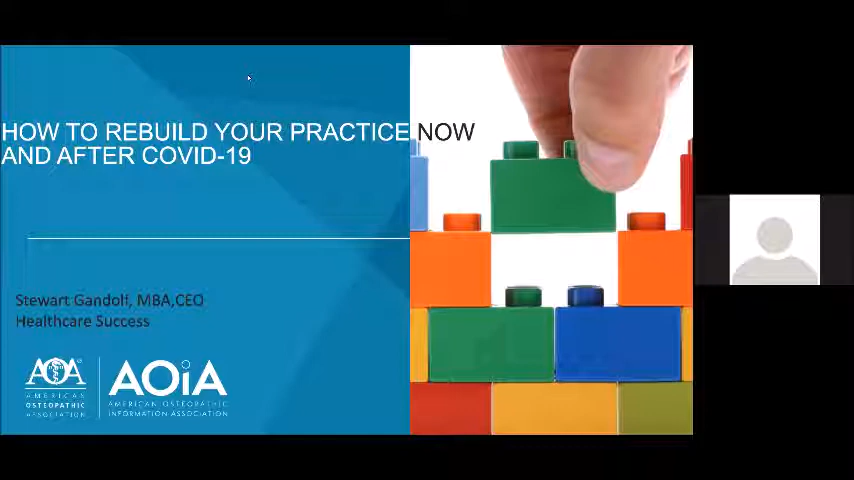 HOW TO REBUILD YOUR PRACTICE NOW
AND AFTER COVID-19
Stewart Gandolf, MBA,CEO
Healthcare Success
AOA
AMERICAN
OSTEOPATHIC
ASSOCIATION
AOiA
AMERICAN OSTEOPATHIC
INFORMATION ASSOCIATION